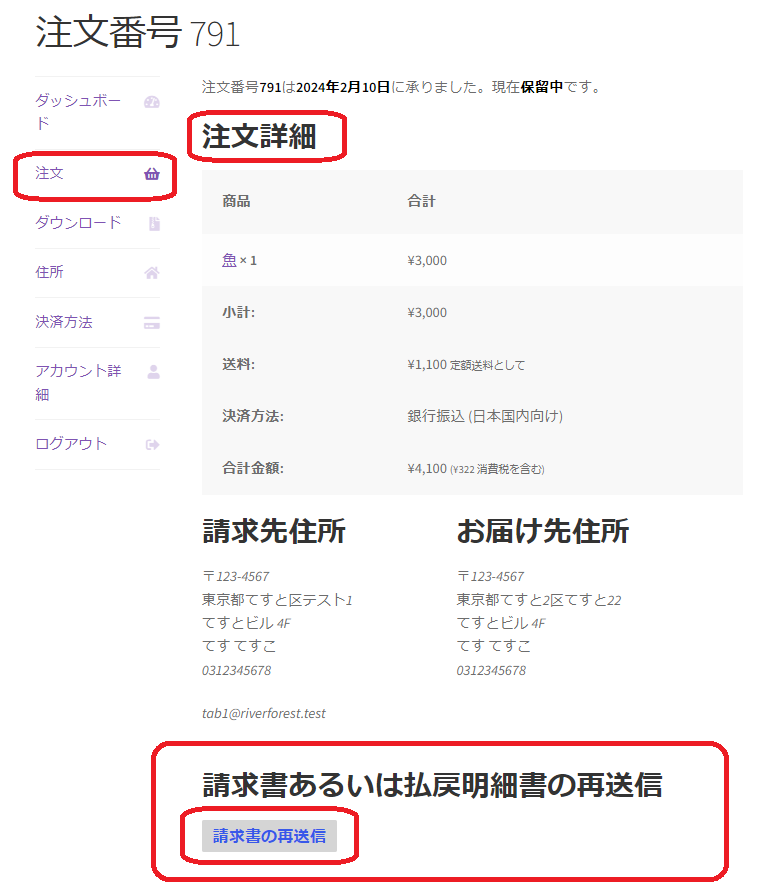 注文番号 791
ダッシュボー
ド
注文
ダウンロード
住所
決済方法
アカウント詳
細
ログアウト
注文番号791は2024年2月10日に承りました。現在保留中です。
注文詳細
商品 合計
魚 × 1 ¥3,000
小計: ¥3,000
送料: ¥1,100 定額送料として
決済方法: 銀行振込 (日本国内向け)
合計金額: ¥4,100 (¥322 消費税を含む)
請求先住所
〒123-4567
東京都てすと区テスト1
てすとビル 4F
てす てすこ
0312345678
tab1@riverforest.test
お届け先住所
〒123-4567
東京都てすと2区てすと22
てすとビル 4F
てす てすこ
0312345678
請求書あるいは払戻明細書の再送信
請求書の再送信